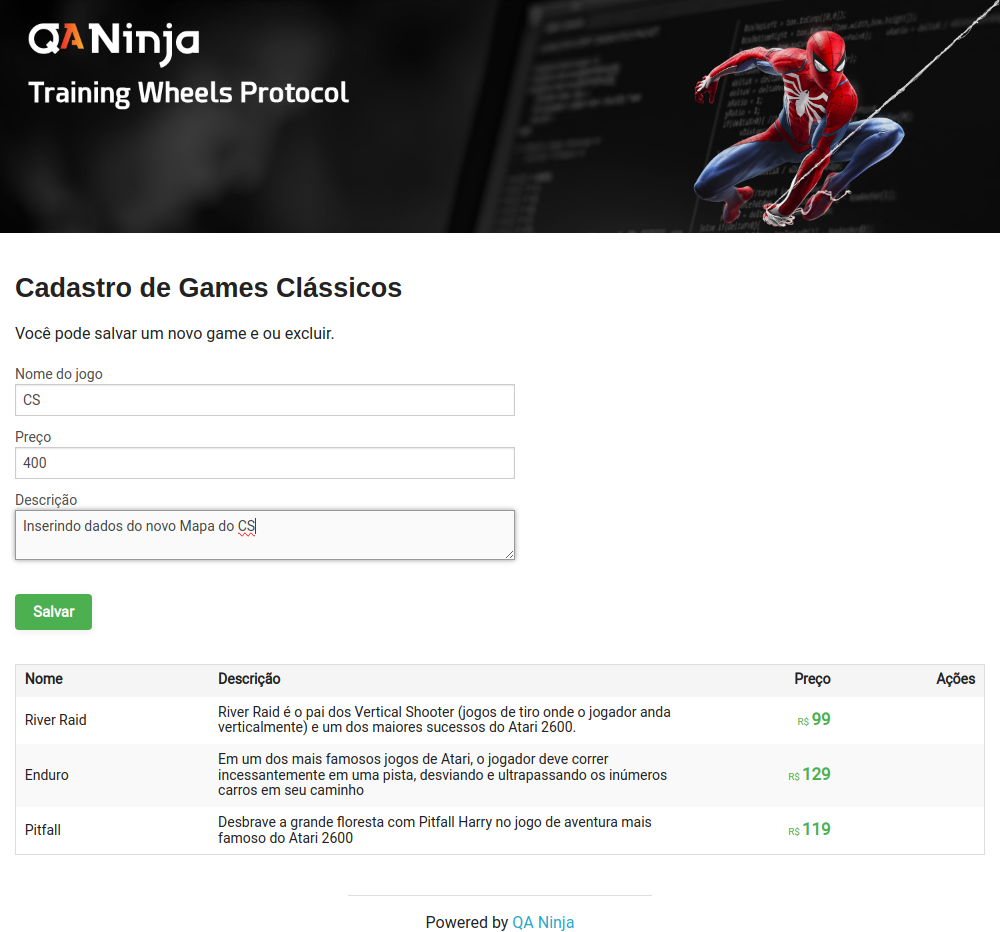 QANinja
Training Wheels Protocol
Cadastro de Games Clássicos
Você pode salvar um novo game e ou excluir.
Nome do jogo
CS
Preço
400
Descrição
Inserindo dados do novo Mapa do CS
Salvar
Nome Descrição Preço Ações
River Raid River Raid é o pai dos Vertical Shooter (jogos de tiro onde o jogador anda R$ 99
verticalmente) e um dos maiores sucessos do Atari 2600.
Enduro Em um dos mais famosos jogos de Atari, o jogador deve correr R$ 129
incessantemente em uma pista, desviando e ultrapassando os inúmeros
carros em seu caminho
Pitfall Desbrave a grande floresta com Pitfall Harry no jogo de aventura mais R$ 119
famoso do Atari 2600
Powered by QA Ninja